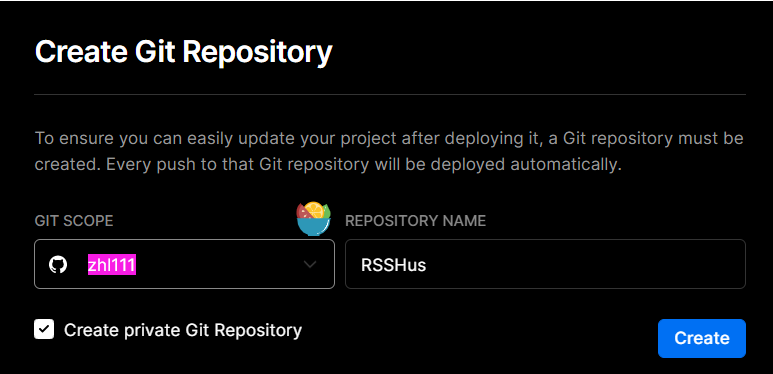 Create Git Repository
To ensure you can easily update your project after deploying it, a Git repository must be
created. Every push to that Git repository will be deployed automatically.
GIT SCOPE
REPOSITORY NAME
zhl111
RSSHus
Create private Git Repository
Create